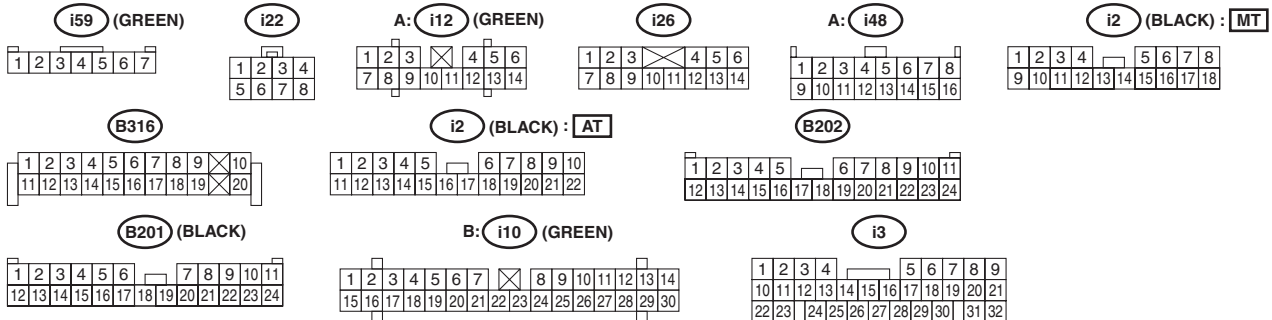 i59 (GREEN) i22 A: i12 (GREEN) i26 A: i48 i2 (BLACK) : MT
1 2 3 4 5 6 7
1 2 3 4
5 6 7 8
1 2 3 4 5 6
7 8 9 10 11 12 13 14
1 2 3 4 5 6
7 8 9 10 11 12 13 14
1 2 3 4 5 6 7 8
9 10 11 12 13 14 15 16
1 2 3 4 5 6 7 8
9 10 11 12 13 14 15 16 17 18
B316 i2 (BLACK) : AT B202
1 2 3 4 5 6 7 8 9 10
11 12 13 14 15 16 17 18 19 20
1 2 3 4 5 6 7 8 9 10
11 12 13 14 15 16 17 18 19 20 21 22
1 2 3 4 5 6 7 8 9 10 11
12 13 14 15 16 17 18 19 20 21 22 23 24
B201 (BLACK) B: i10 (GREEN) i3
1 2 3 4 5 6 7 8 9 10 11
12 13 14 15 16 17 18 19 20 21 22 23 24
1 2 3 4 5 6 7 8 9 10 11 12 13 14
15 16 17 18 19 20 21 22 23 24 25 26 27 28 29 30
1 2 3 4 5 6 7 8 9
10 11 12 13 14 15 16 17 18 19 20 21
22 23 24 25 26 27 28 29 30 31 32